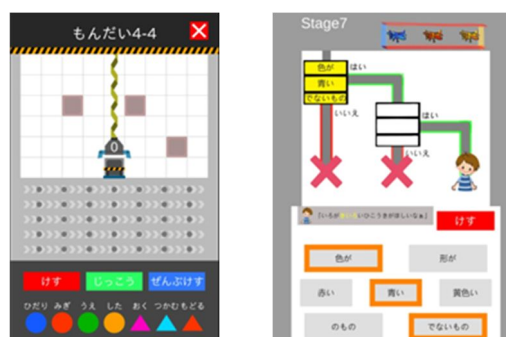 もんだい4-4
0
けす じっこう ぜんぶけす
ひだり みぎ うえ した おく つかむ もどる
Stage7
色が
青い
でないもの
はい
いいえ
はい
いいえ
けす
色が 形が
赤い 青い 黄色い
のもの でないもの